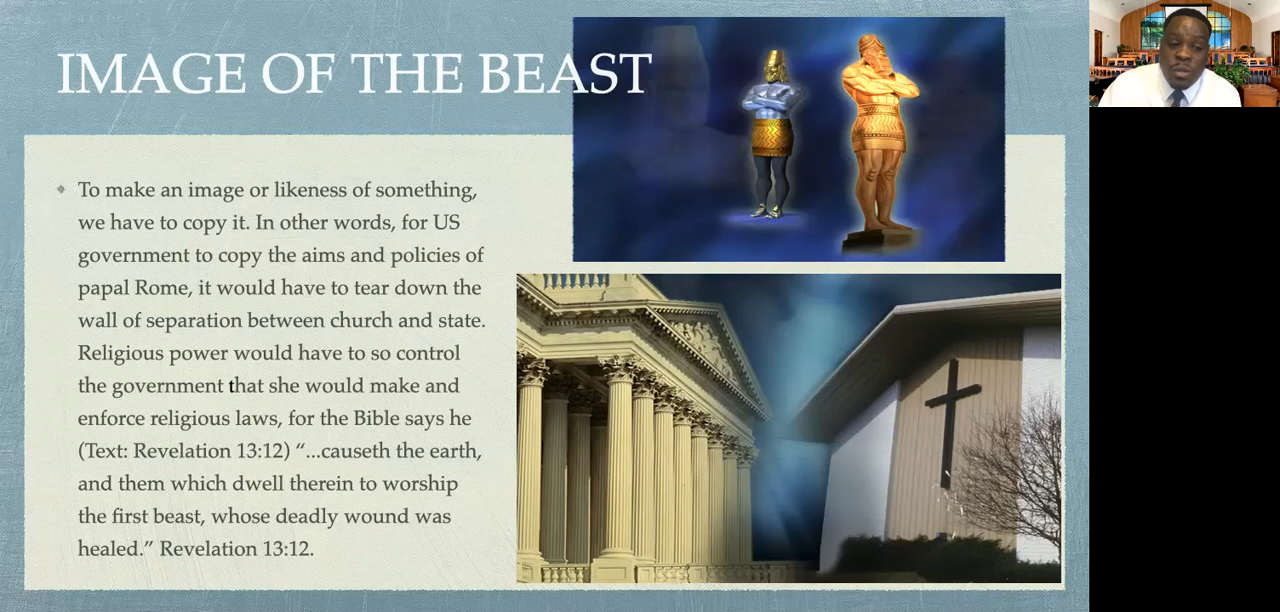 IMAGE OF THE BEAST
To make an image or likeness of something,
we have to copy it. In other words, for US
government to copy the aims and policies of
papal Rome, it would have to tear down the
wall of separation between church and state.
Religious power would have to so control
the government that she would make and
enforce religious laws, for the Bible says he
(Text: Revelation 13:12) “...causeth the earth,
and them which dwell therein to worship
the first beast, whose deadly wound was
healed.” Revelation 13:12.